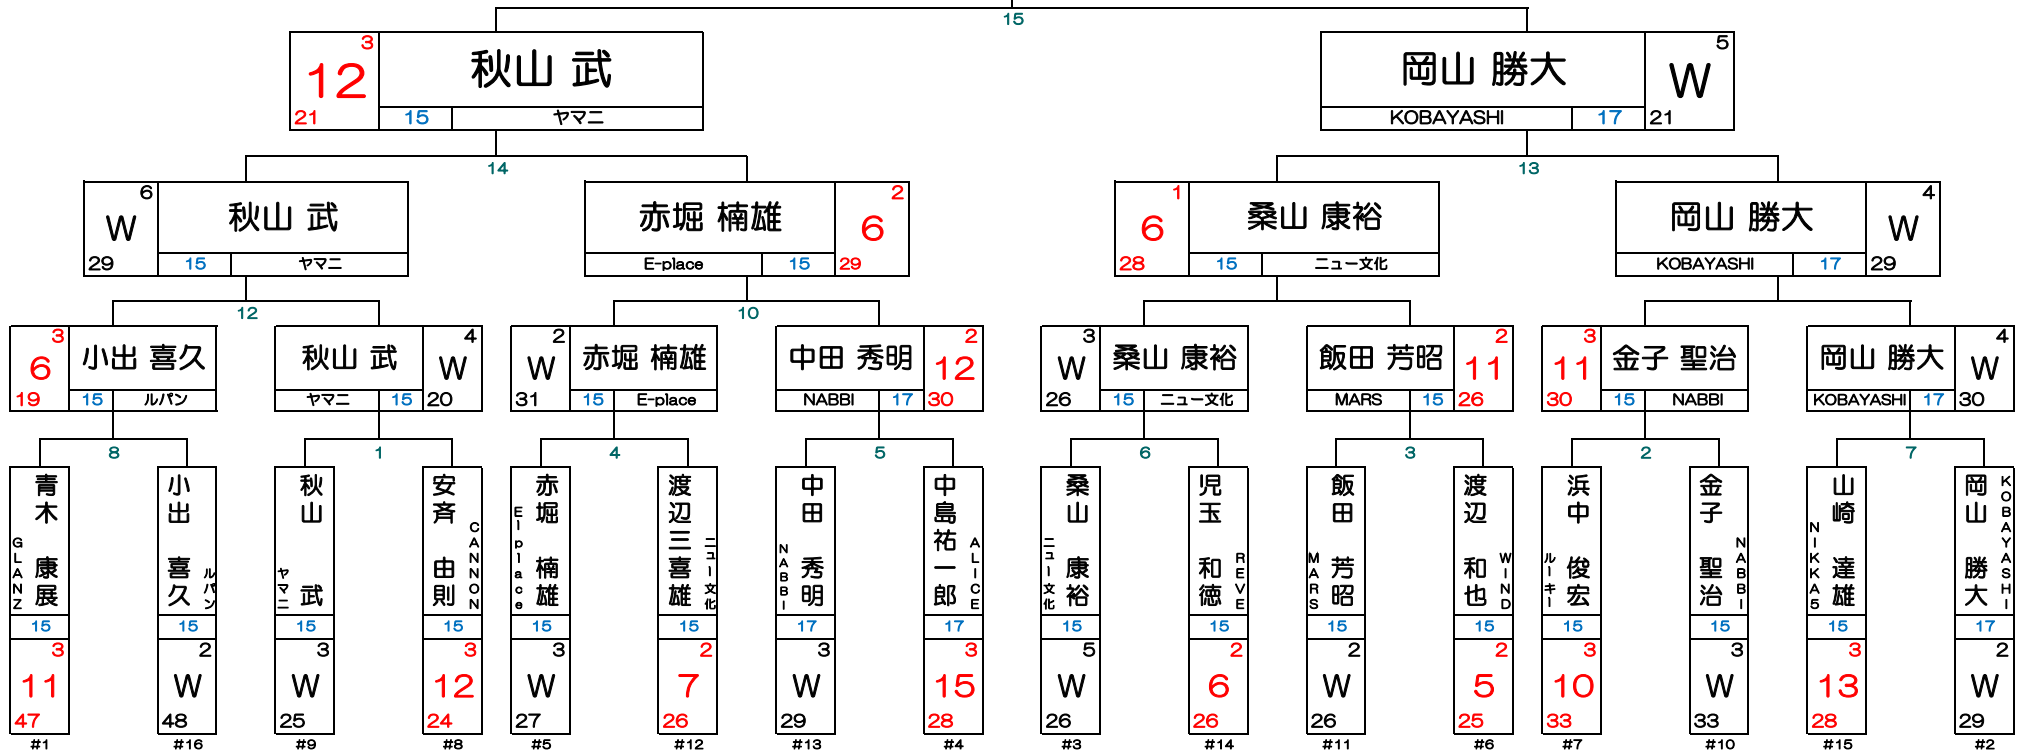 15
3
12
21
秋山 武
15 ヤマニ
岡山 勝大
KOBAYASHI 17
5
W
21
14
13
6
W
29
秋山 武
15 ヤマニ
赤堀 楠雄
E-place 15
2
6
29
1
6
28
桑山 康裕
15 ニュー文化
岡山 勝大
KOBAYASHI 17
4
W
29
12
10
3
6
19
小出 喜久
15 ルパン
秋山 武
ヤマニ 15
4
W
20
2
W
31
赤堀 楠雄
15 E-place
中田 秀明
NABBI 17
2
12
30
3
W
26
桑山 康裕
15 ニュー文化
飯田 芳昭
MARS 15
2
11
26
3
11
30
金子 聖治
15 NABBI
岡山 勝大
KOBAYASHI 17
4
W
30
8
1
4
5
6
3
2
7
青木 康展
GLANZ
15
3
11
47
#1
小出 喜久
ルパン
15
2
W
48
#16
秋山 武
ヤマニ
15
3
W
25
#9
安斉 由則
CANNON
15
3
12
24
#8
赤堀 楠雄
E-place
15
3
W
27
#5
渡辺三喜雄
ニュー文化
15
2
7
26
#12
中田 秀明
NABBI
17
3
W
29
#13
中島祐一郎
ALICE
17
3
15
28
#4
桑山 康裕
ニュー文化
15
5
W
26
#3
児玉 和徳
REVE
15
2
6
26
#14
飯田 芳昭
MARS
15
2
W
26
#11
渡辺 和也
WIND
15
2
5
25
#6
浜中 俊宏
ルーキー
15
3
10
33
#7
金子 聖治
NABBI
15
3
W
33
#10
山崎 達雄
NIKKA5
15
3
13
28
#15
岡山 勝大
KOBAYASHI
17
2
W
29
#2